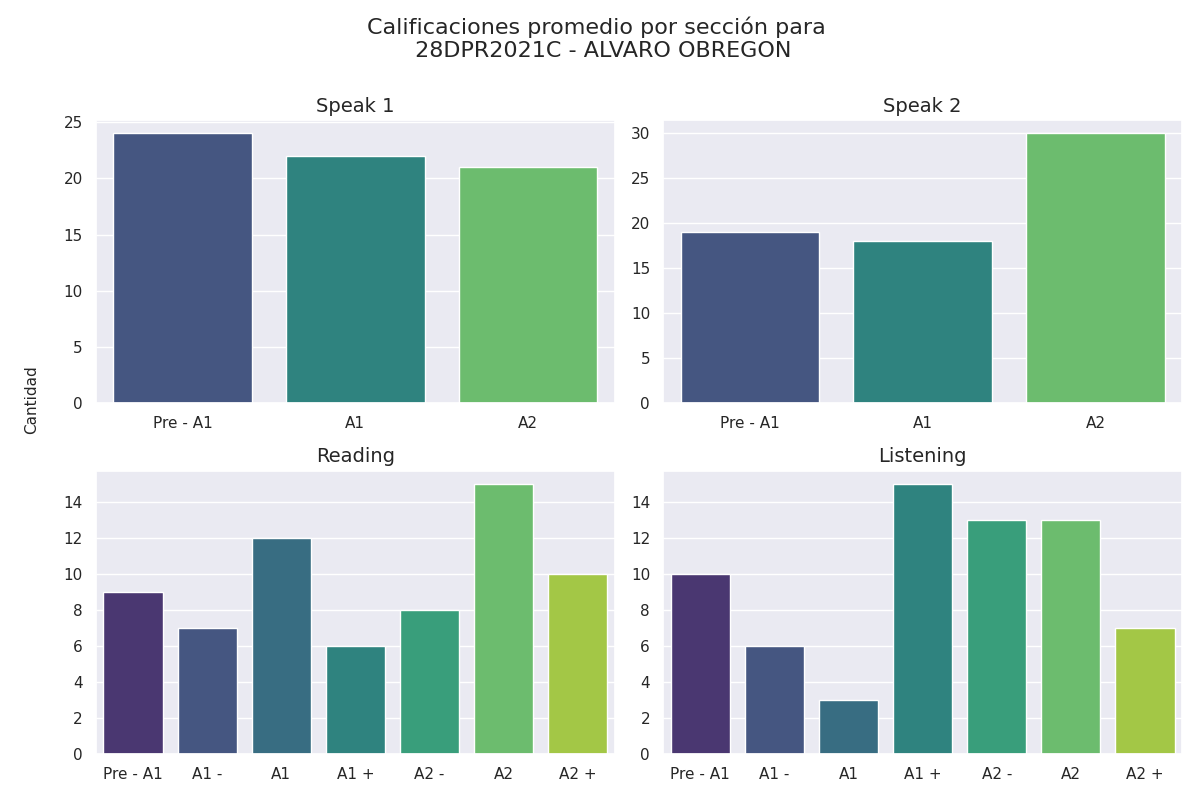 Calificaciones promedio por sección para
28DPR2021C - ALVARO OBREGON
Cantidad
Speak 1
25
20
15
10
5
0
Pre - A1 A1 A2
Speak 2
30
25
20
15
10
5
0
Pre - A1 A1 A2
Reading
14
12
10
8
6
4
2
0
Pre - A1 A1 - A1 A1 + A2 - A2 A2 +
Listening
14
12
10
8
6
4
2
0
Pre - A1 A1 - A1 A1 + A2 - A2 A2 +